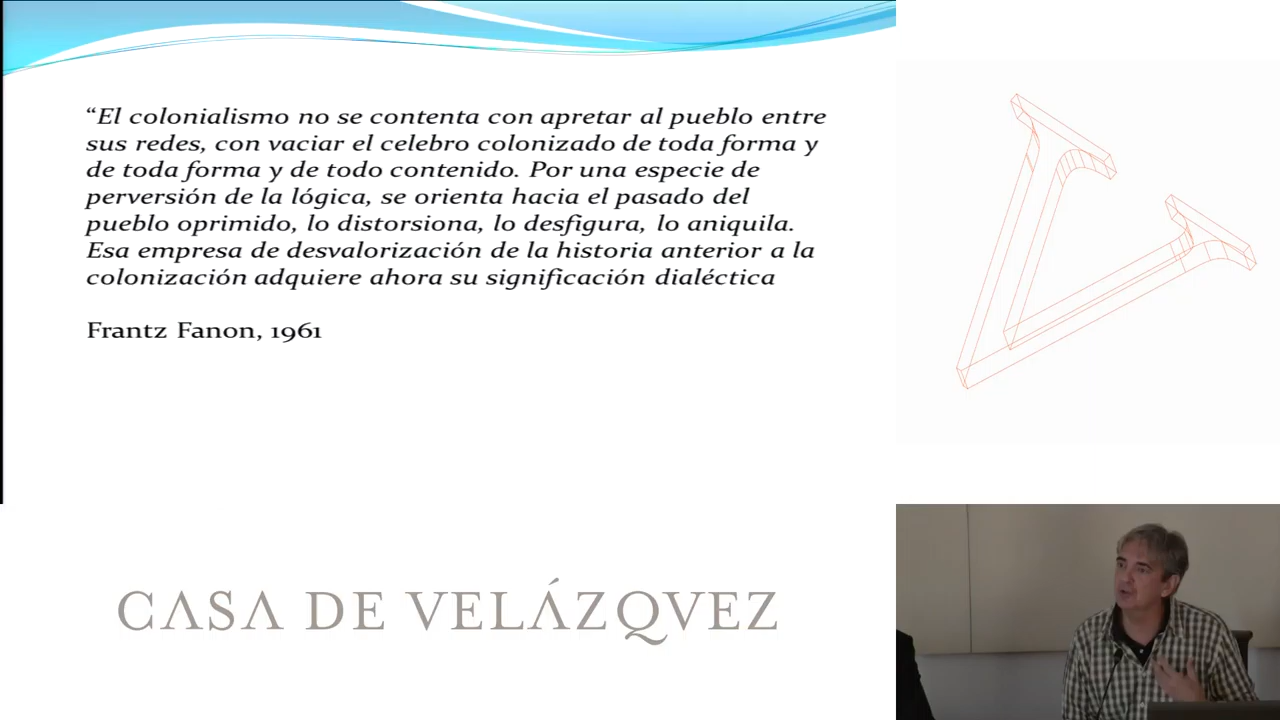 “El colonialismo no se contenta con apretar al pueblo entre
sus redes, con vaciar el celebro colonizado de toda forma y
de toda forma y de todo contenido. Por una especie de
perversión de la lógica, se orienta hacia el pasado del
pueblo oprimido, lo distorsiona, lo desfigura, lo aniquila.
Esa empresa de desvalorización de la historia anterior a la
colonización adquiere ahora su significación dialéctica
Frantz Fanon, 1961
CASA DE VELÁZQVEZ